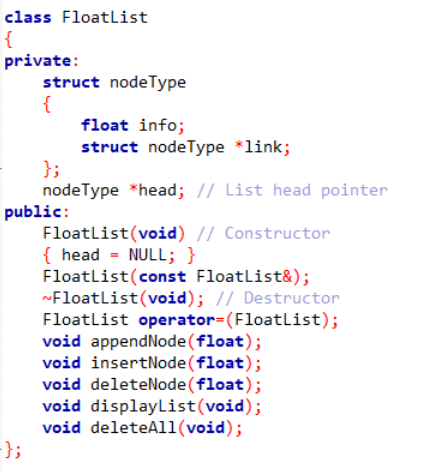 class FloatList
{
private:
    struct nodeType
    {
        float info;
        struct nodeType *link;
    };
    nodeType *head; // List head pointer
public:
    FloatList(void) // Constructor
    { head = NULL; }
    FloatList(const FloatList&);
    ~FloatList(void); // Destructor
    FloatList operator=(FloatList);
    void appendNode(float);
    void insertNode(float);
    void deleteNode(float);
    void displayList(void);
    void deleteAll(void);
};